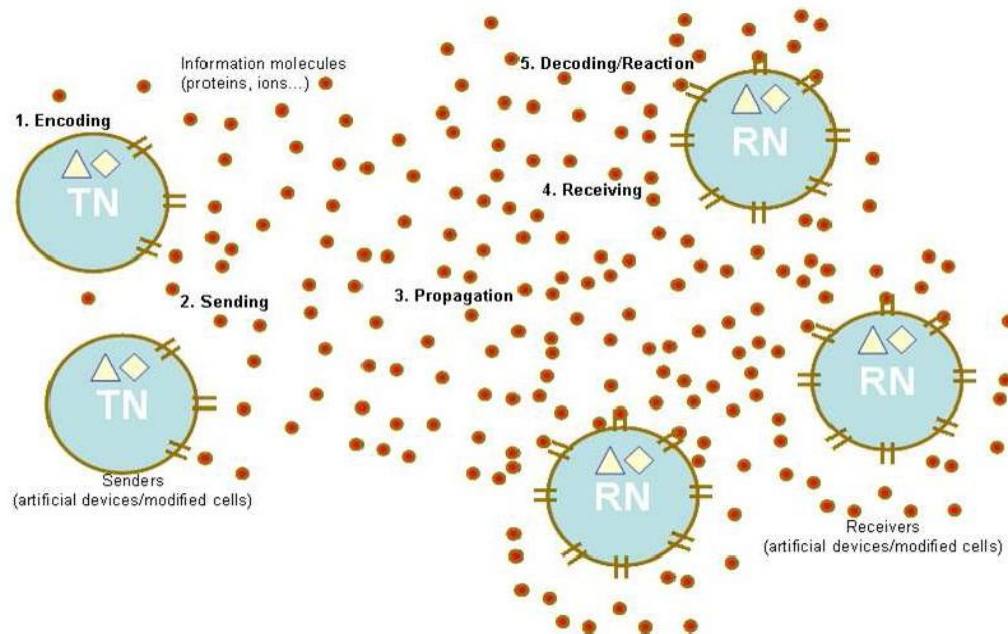 Information molecules
(proteins, ions...)
5. Decoding/Reaction
1. Encoding
TN
RN
4. Receiving
2. Sending
3. Propagation
TN
RN
RN
Senders
(artificial devices/modified cells)
Receivers
(artificial devices/modified cells)